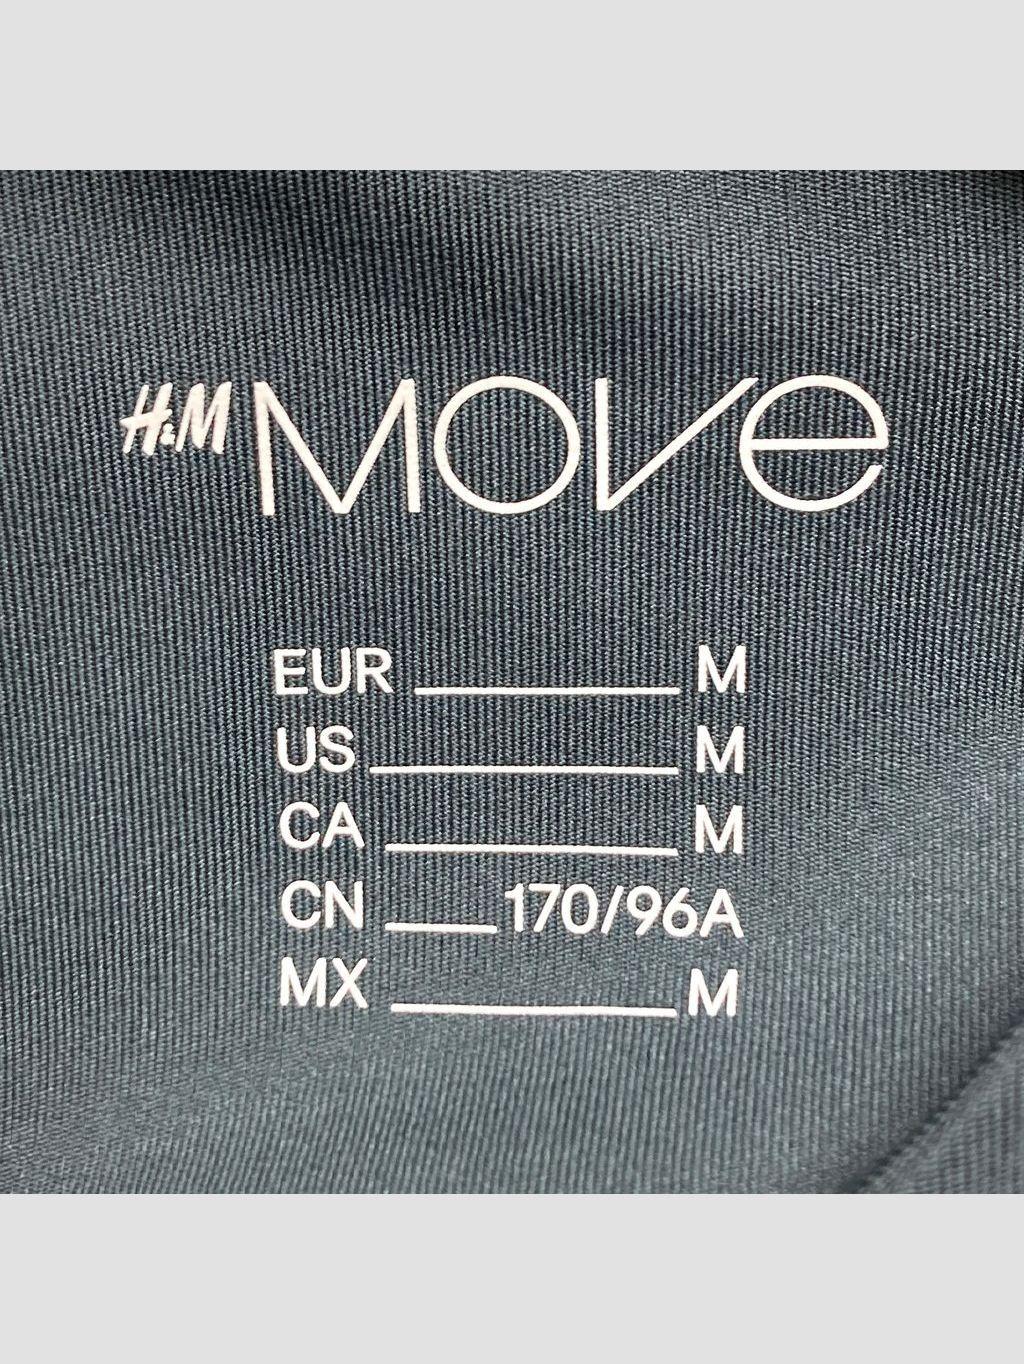 H&M MOVe
EUR M
US M
CA M
CN 170/96A
MX M